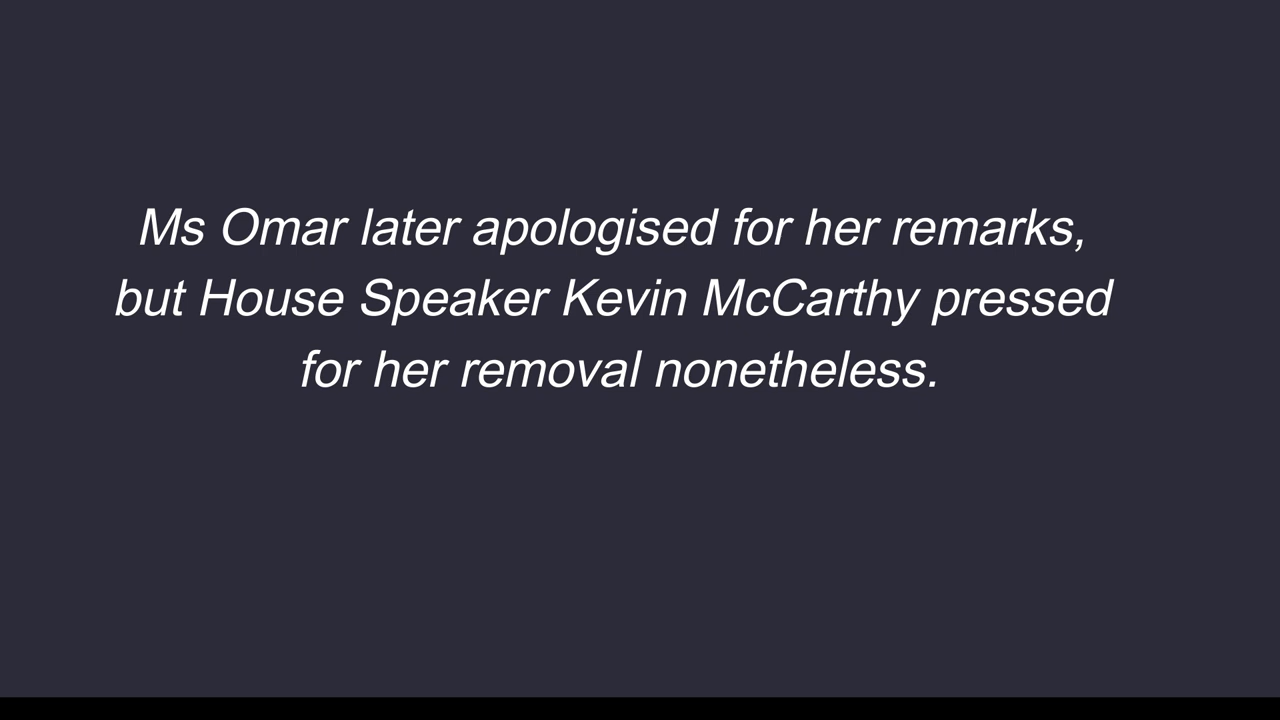 Ms Omar later apologised for her remarks,
but House Speaker Kevin McCarthy pressed
for her removal nonetheless.